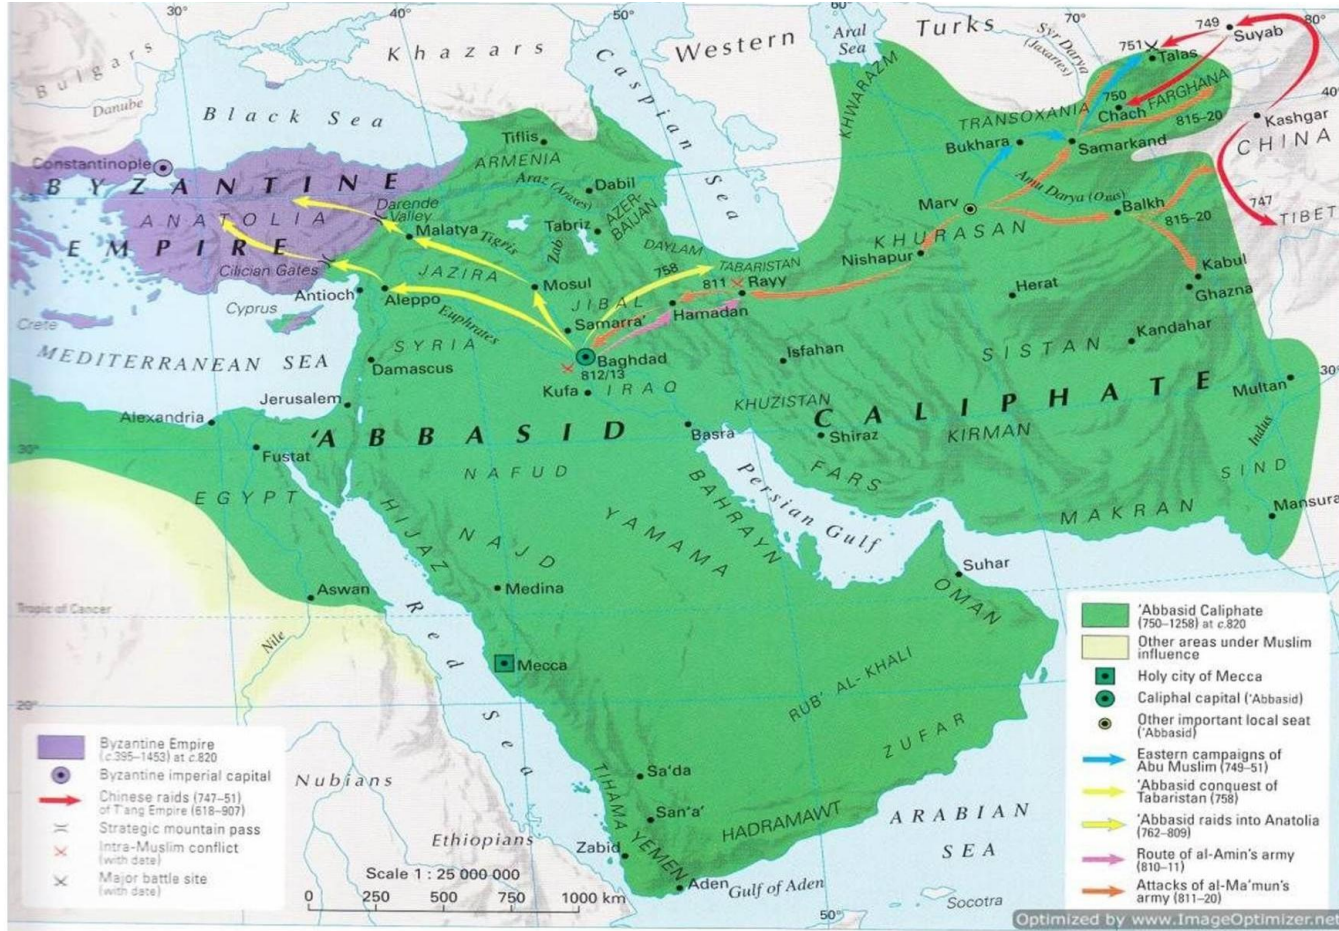 30°
40°
50°
60°
70°
80°
Bulgars
Danube
Khazars
Caspian
Sea
Western
Turks
Aral
Sea
Syr Darya
(Jaxartes)
749
Suyab
751
Talas
KHWARAZM
TRANSOXANIA
750
Chach
FARGHANA
815-20
40°
Kashgar
CHINA
Black Sea
Tiflis
ARMENIA
Araz (Araxes)
Dabil
Bukhara
Samarkand
Constantinople
BYZANTINE
EMPIRE
ANATOLIA
Darende
Valley
Malatya
Tigris
Zab
Tabriz
AZER-
BAIJAN
Amu Darya (Oxus)
Marv
Balkh
815-20
747
TIBET
Cilician Gates
JAZIRA
DAYLAM
758
TABARISTAN
KHURASAN
Nishapur
Kabul
Ghazna
Antioch
Aleppo
Mosul
JIBAL
811
Rayy
Hamadan
Herat
Cyprus
Crete
Euphrates
Samarra'
Kandahar
MEDITERRANEAN SEA
SYRIA
Damascus
Baghdad
812/13
Isfahan
SISTAN
Kufa
IRAQ
30°
Multan
Jerusalem
KHUZISTAN
CALIPHATE
Alexandria
'ABBASID
Basra
Shiraz
KIRMAN
Indus
30°
Fustat
NAFUD
FARS
SIND
EGYPT
HIJAZ
NAJD
YAMAMA
BAHRAYN
Persian Gulf
MAKRAN
Mansura
Suhar
OMAN
Aswan
Medina
Tropic of Cancer
Nile
Red Sea
Mecca
RUB' AL-KHALI
20°
ZUFAR
Nubians
Sa'da
TIHAMA
San'a'
YEMEN
HADRAMAWT
ARABIAN
SEA
Ethiopians
Zabid
Aden
Gulf of Aden
Socotra
50°
Scale 1 : 25 000 000
0 250 500 750 1000 km
Byzantine Empire
(c.395–1453) at c.820
Byzantine imperial capital
Chinese raids (747–51)
of T'ang Empire (618–907)
Strategic mountain pass
Intra-Muslim conflict
(with date)
Major battle site
(with date)
'Abbasid Caliphate
(750–1258) at c.820
Other areas under Muslim
influence
Holy city of Mecca
Caliphal capital ('Abbasid)
Other important local seat
('Abbasid)
Eastern campaigns of
Abu Muslim (749–51)
'Abbasid conquest of
Tabaristan (758)
'Abbasid raids into Anatolia
(762–809)
Route of al-Amin's army
(810–11)
Attacks of al-Ma'mun's
army (811–20)
Optimized by www.ImageOptimizer.net